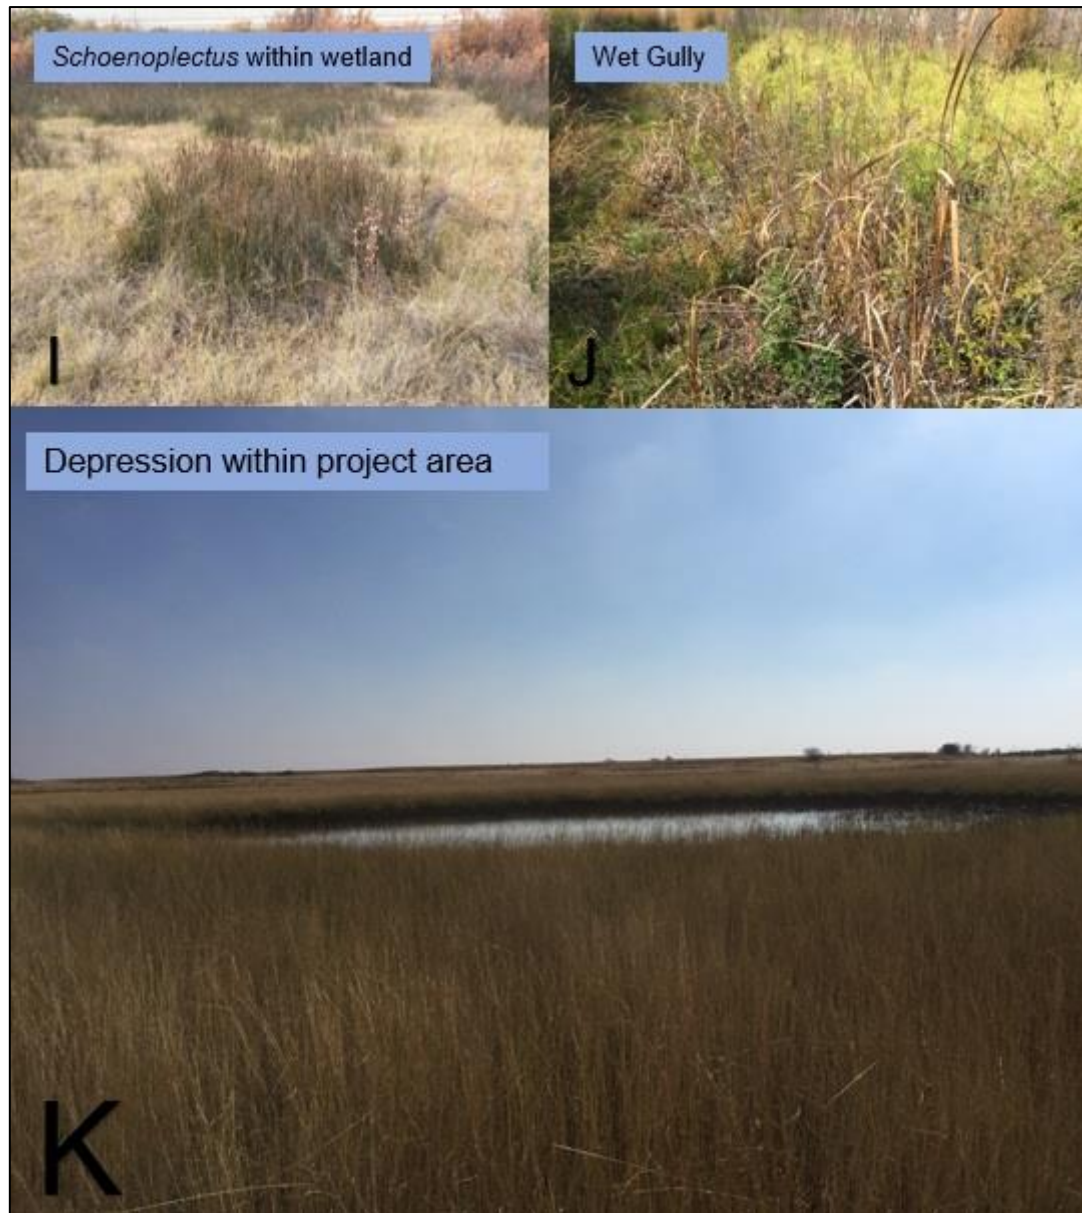 Schoenoplectus within wetland
Wet Gully
I
J
Depression within project area
K